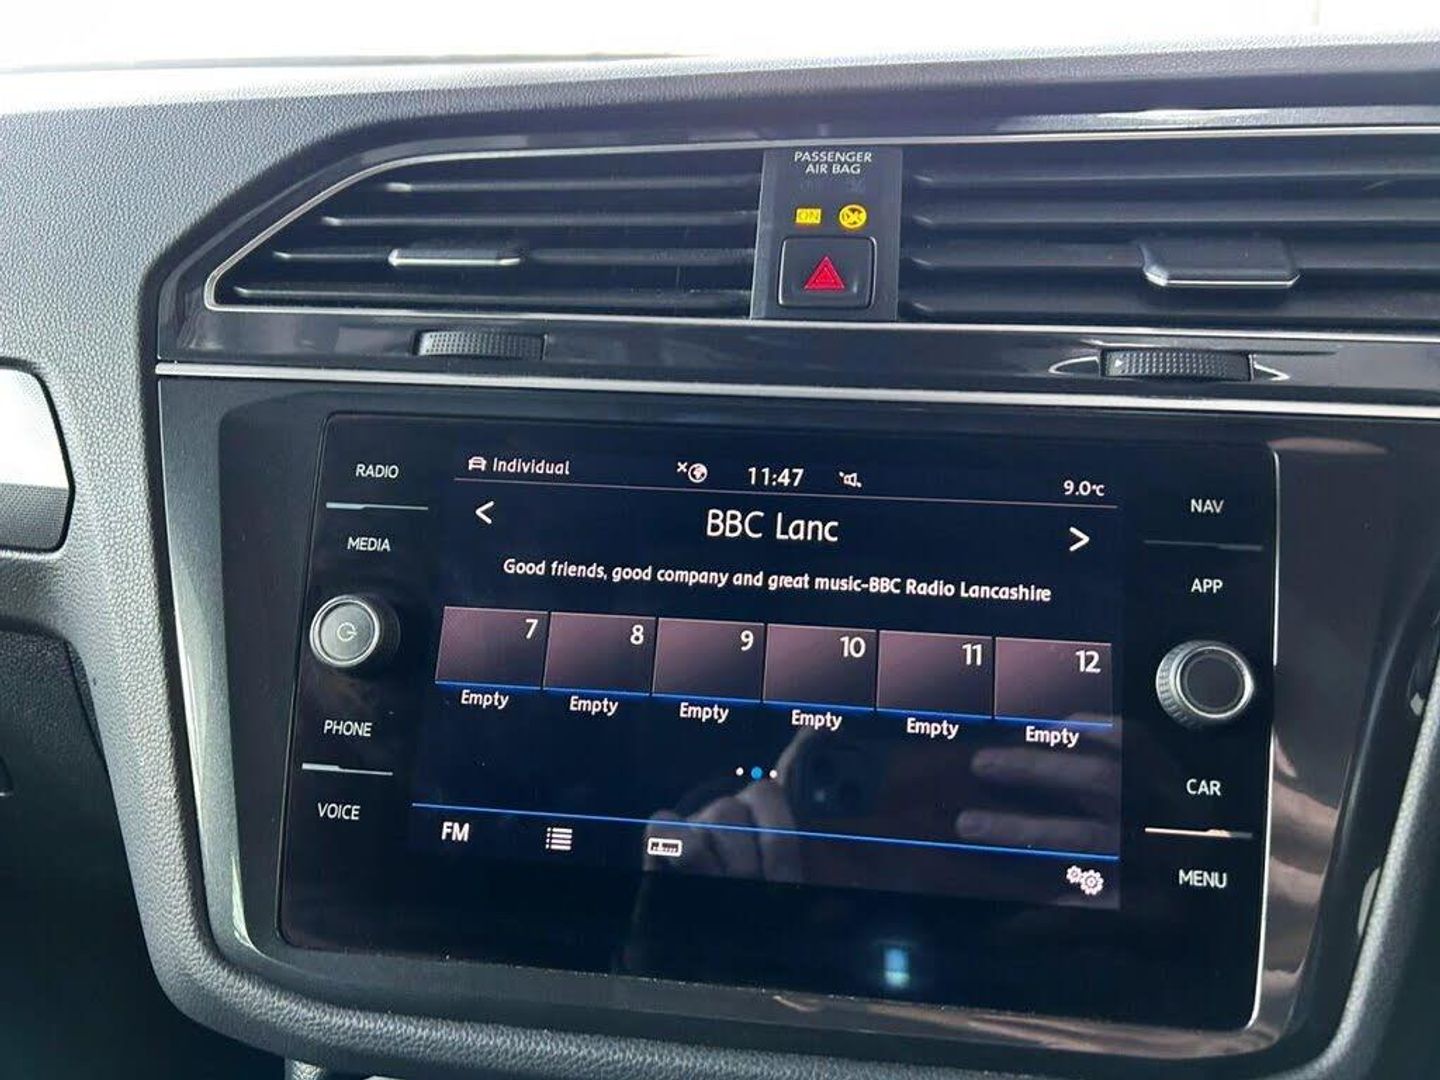 PASSENGER
AIR BAG
ON
RADIO
MEDIA
PHONE
VOICE
Individual
11:47
9.0°C
BBC Lanc
Good friends, good company and great music-BBC Radio Lancashire
7 8 9 10 11 12
Empty Empty Empty Empty Empty Empty
FM
NAV
APP
CAR
MENU